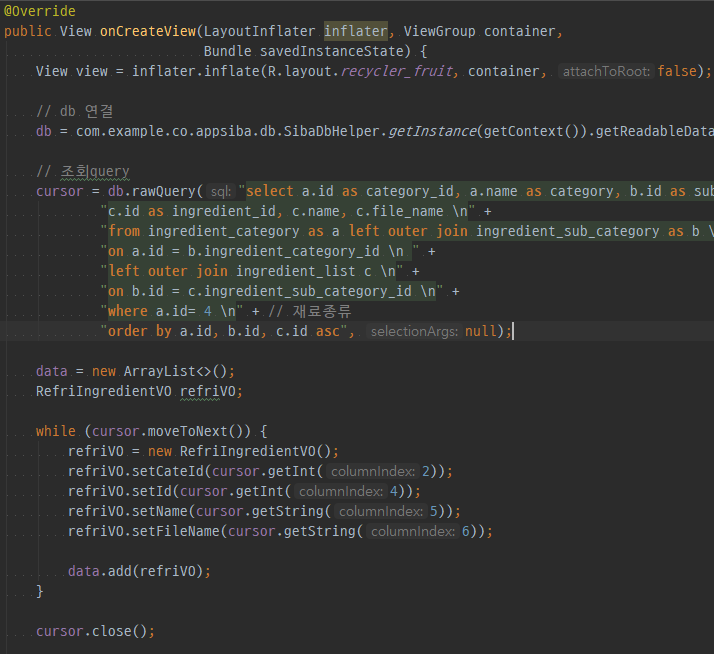 @Override
public View onCreateView(LayoutInflater inflater, ViewGroup container,
Bundle savedInstanceState) {
View view = inflater.inflate(R.layout.recycler_fruit, container, attachToRoot: false);
// db 연결
db = com.example.co.appsiba.db.SibaDbHelper.getInstance(getContext()).getReadableData
// 조회query
cursor = db.rawQuery( sql: "select a.id as category_id, a.name as category, b.id as sub
"c.id as ingredient_id, c.name, c.file_name \n" +
"from ingredient_category as a left outer join ingredient_sub_category as b \
"on a.id = b.ingredient_category_id \n " +
"left outer join ingredient_list c \n" +
"on b.id = c.ingredient_sub_category_id \n" +
"where a.id= 4 \n" + // 재료종류
"order by a.id, b.id, c.id asc", selectionArgs: null);
data = new ArrayList<>();
RefriIngredientVO refriVO;
while (cursor.moveToNext()) {
refriVO = new RefriIngredientVO();
refriVO.setCateId(cursor.getInt( columnIndex: 2));
refriVO.setId(cursor.getInt( columnIndex: 4));
refriVO.setName(cursor.getString( columnIndex: 5));
refriVO.setFileName(cursor.getString( columnIndex: 6));
data.add(refriVO);
}
cursor.close();